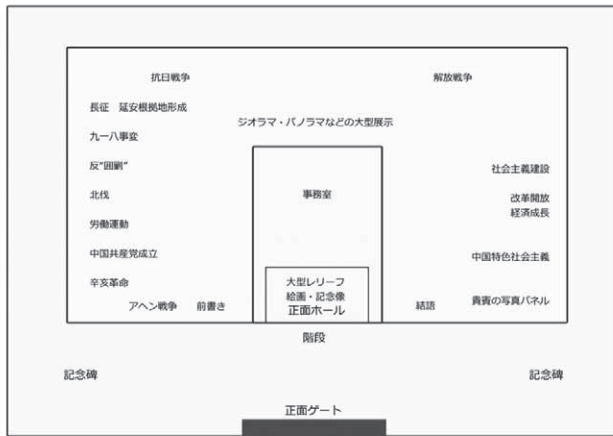 抗日戦争
解放戦争
長征 延安根拠地形成
ジオラマ・パノラマなどの大型展示
九一八事変
反"囲剿"
社会主義建設
事務室
北伐
改革開放
経済成長
労働運動
中国共産党成立
中国特色社会主義
辛亥革命
大型レリーフ
絵画・記念像
正面ホール
アヘン戦争 前書き
結語
貴賓の写真パネル
階段
記念碑
記念碑
正面ゲート